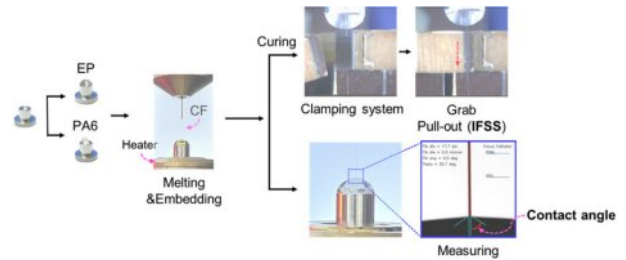 EP
PA6
CF
Heater
Melting
&Embedding
Curing
Clamping system
Grab
Pull-out (IFSS)
Contact angle
Measuring